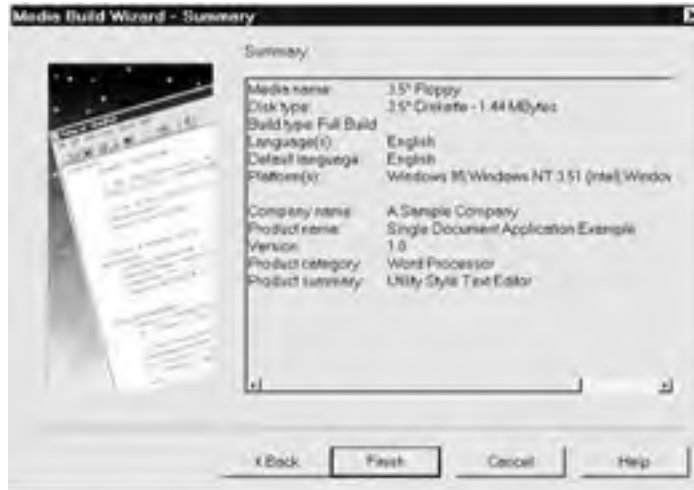 Media Build Wizard - Summary
Summary:
Media name: 3.5" Floppy
Disk type: 3.5" Diskette - 1.44 MBytes
Build type: Full Build
Language(s): English
Default language: English
Platform(s): Windows 95;Windows NT 3.51 (Intel);Window
Company name: A Sample Company
Product name: Single Document Application Example
Version: 1.0
Product category: Word Processor
Product summary: Utility Style Text Editor
< Back
Finish
Cancel
Help